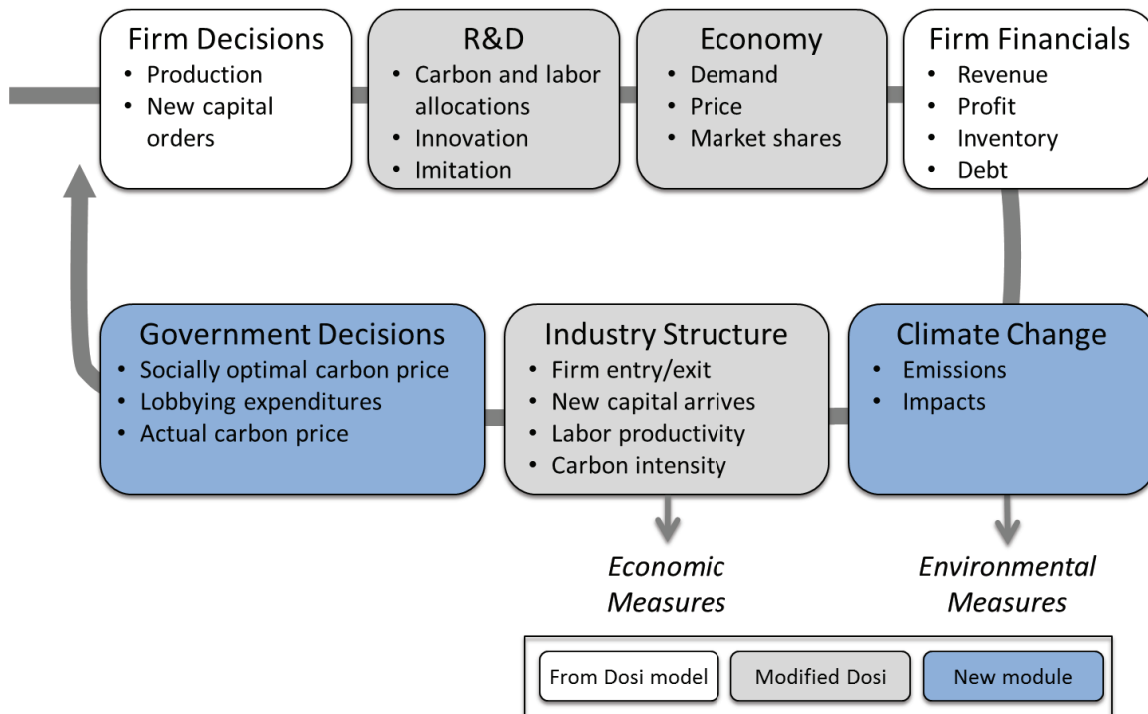 Firm Decisions
• Production
• New capital
orders
R&D
• Carbon and labor
allocations
• Innovation
• Imitation
Economy
• Demand
• Price
• Market shares
Firm Financials
• Revenue
• Profit
• Inventory
• Debt
Government Decisions
• Socially optimal carbon price
• Lobbying expenditures
• Actual carbon price
Industry Structure
• Firm entry/exit
• New capital arrives
• Labor productivity
• Carbon intensity
Climate Change
• Emissions
• Impacts
Economic
Measures
Environmental
Measures
From Dosi model
Modified Dosi
New module